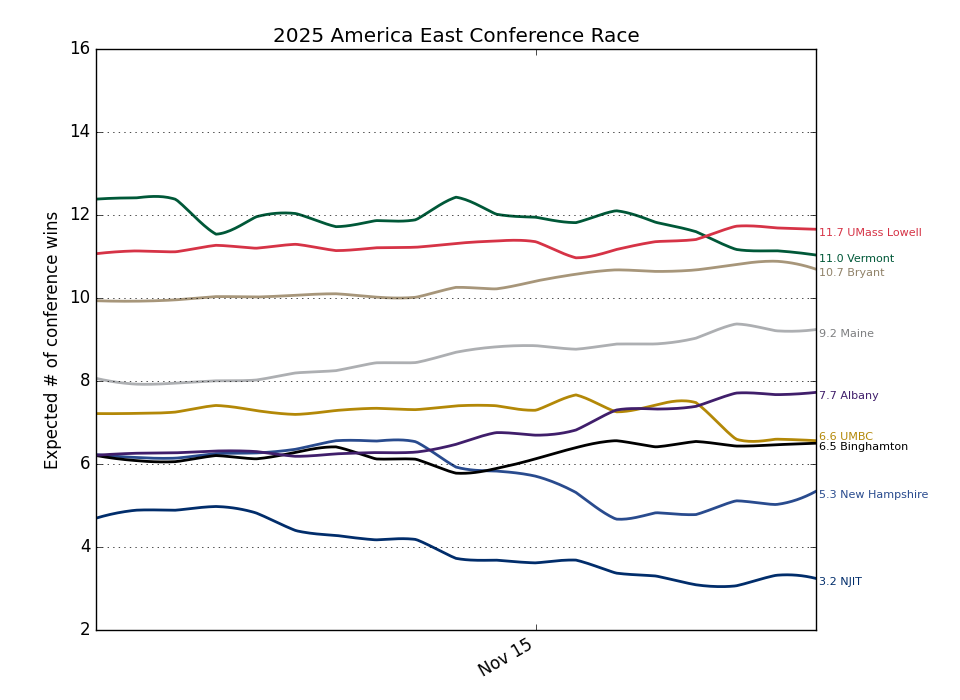 2025 America East Conference Race
Expected # of conference wins
16
14
12
10
8
6
4
2
Nov 15
11.7 UMass Lowell
11.0 Vermont
10.7 Bryant
9.2 Maine
7.7 Albany
6.6 UMBC
6.5 Binghamton
5.3 New Hampshire
3.2 NJIT